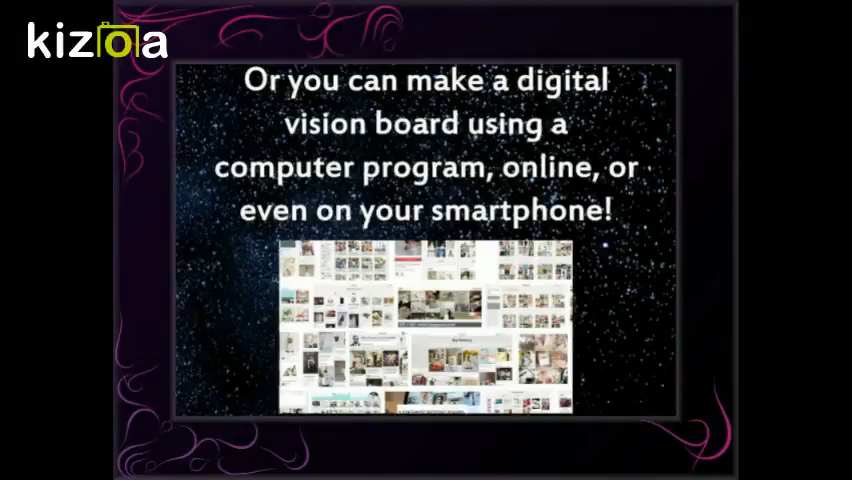 kizoa
Or you can make a digital
vision board using a
computer program, online, or
even on your smartphone!